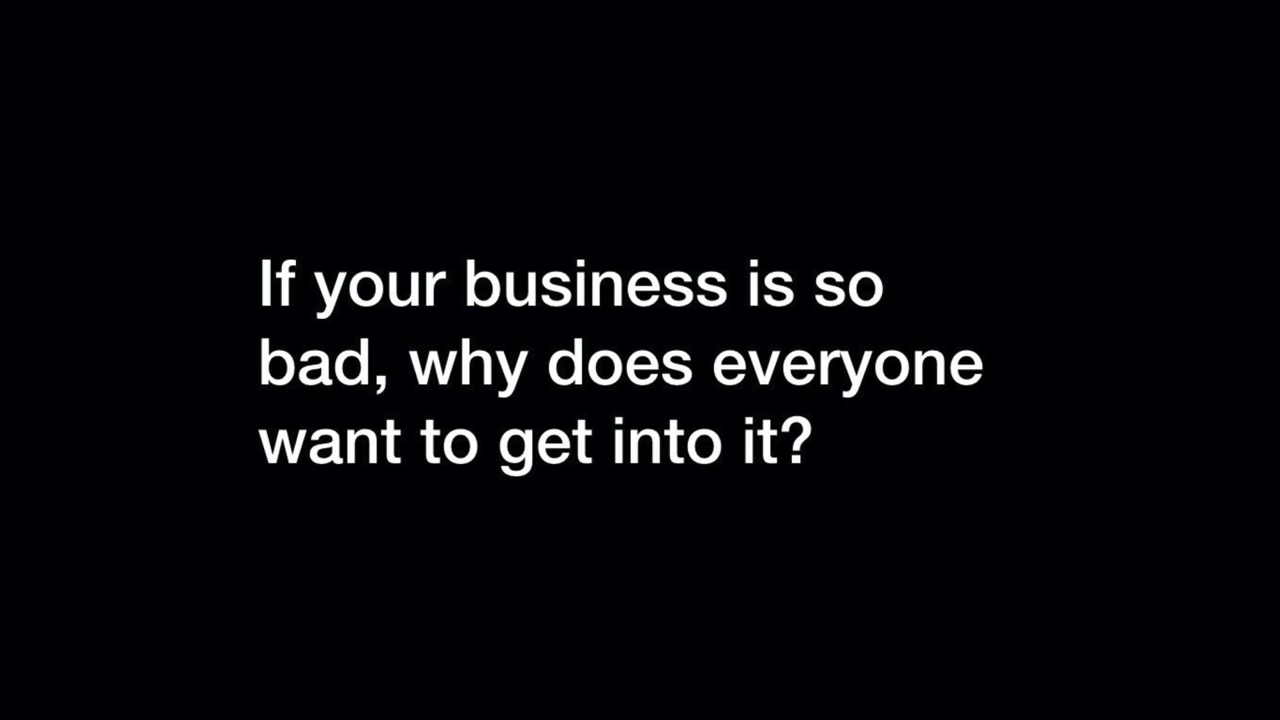 If your business is so
bad, why does everyone
want to get into it?